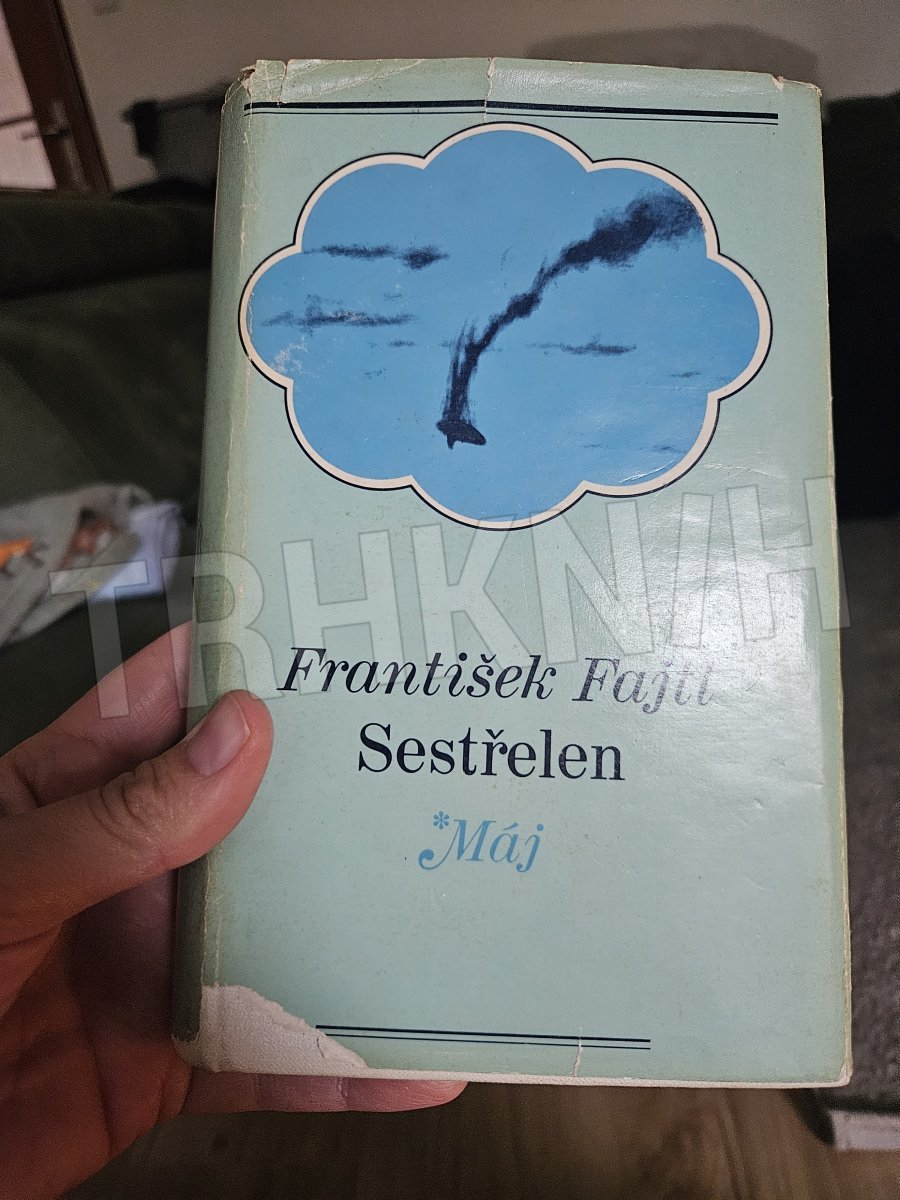 TRHKNIH
František Fajtl
Sestřelen
*Máj